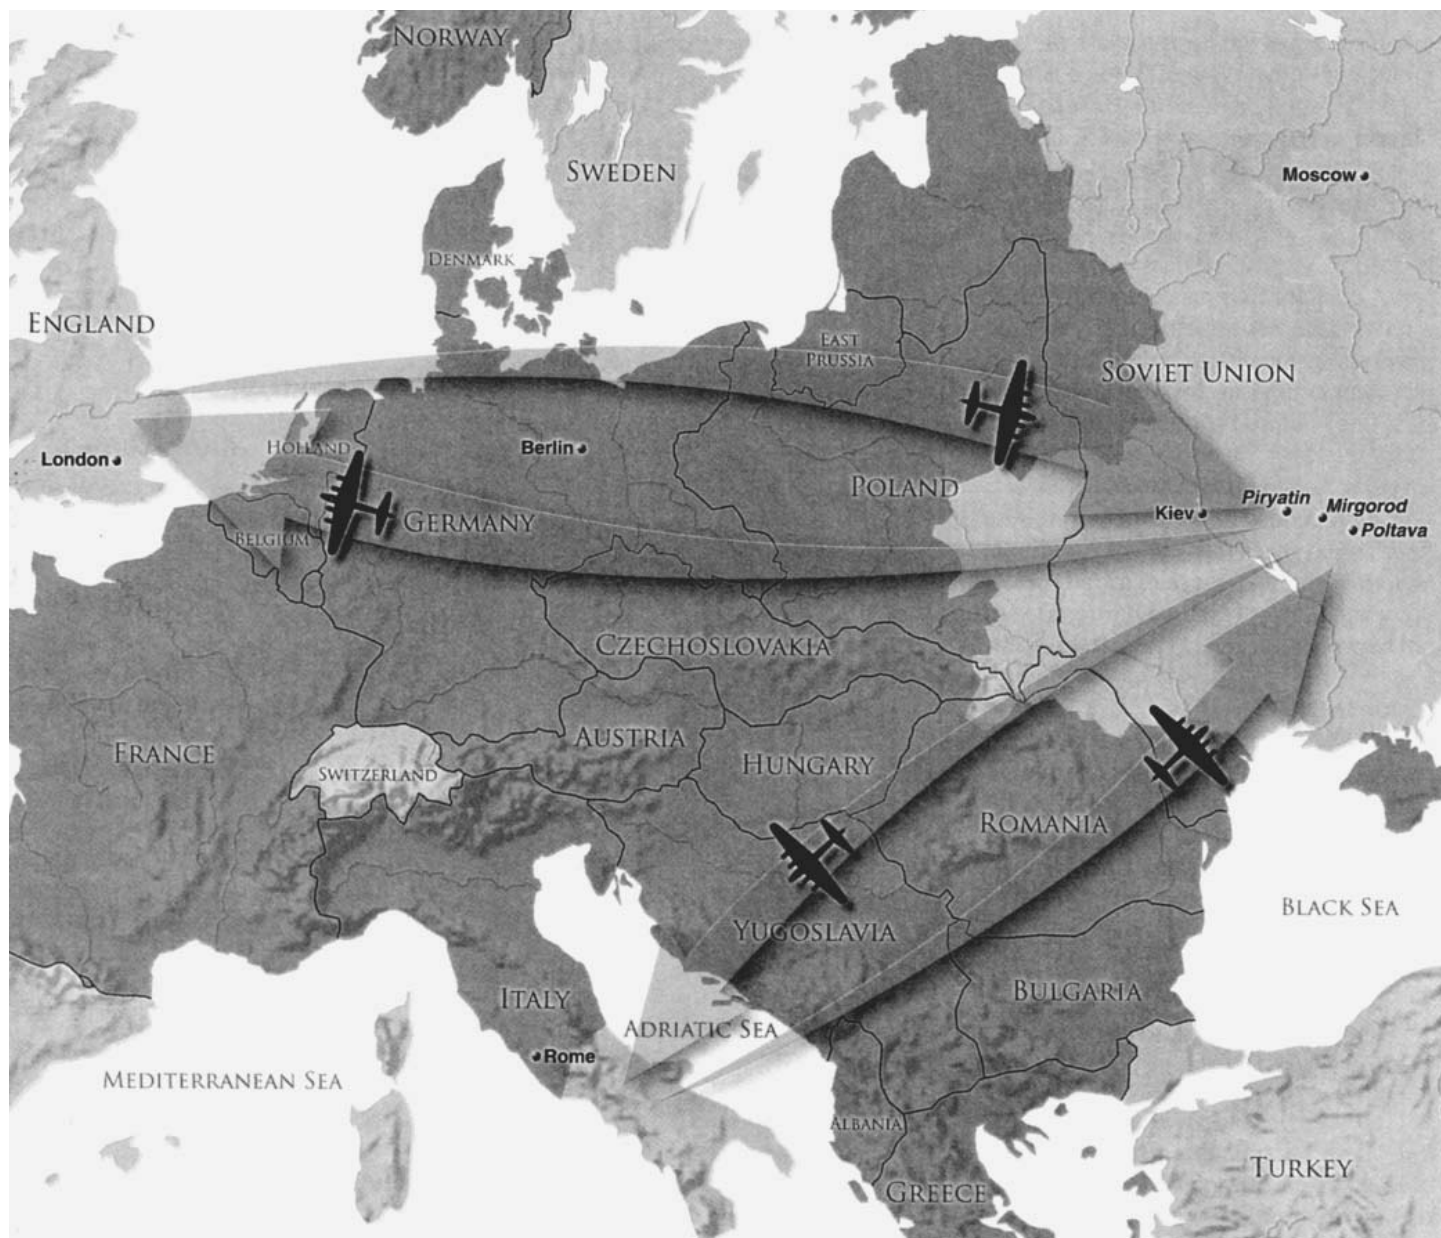 NORWAY
SWEDEN
Moscow
DENMARK
ENGLAND
EAST
PRUSSIA
SOVIET UNION
HOLLAND
Berlin
London
POLAND
Piryatin
Mirgorod
Kiev
GERMANY
Poltava
BELGIUM
CZECHOSLOVAKIA
AUSTRIA
FRANCE
HUNGARY
SWITZERLAND
ROMANIA
BLACK SEA
YUGOSLAVIA
BULGARIA
ITALY
ADRIATIC SEA
Rome
MEDITERRANEAN SEA
ALBANIA
TURKEY
GREECE